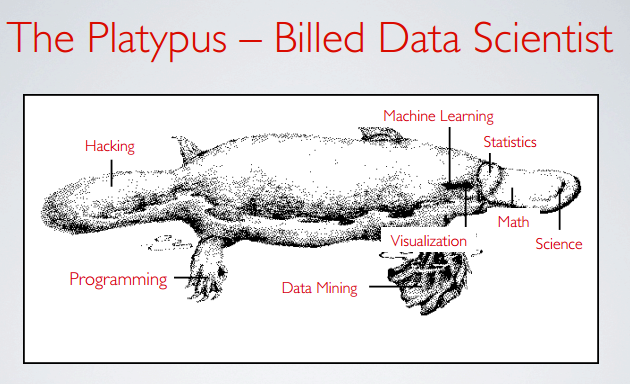 The Platypus – Billed Data Scientist
Machine Learning
Hacking
Statistics
Math
Visualization
Science
Programming
Data Mining